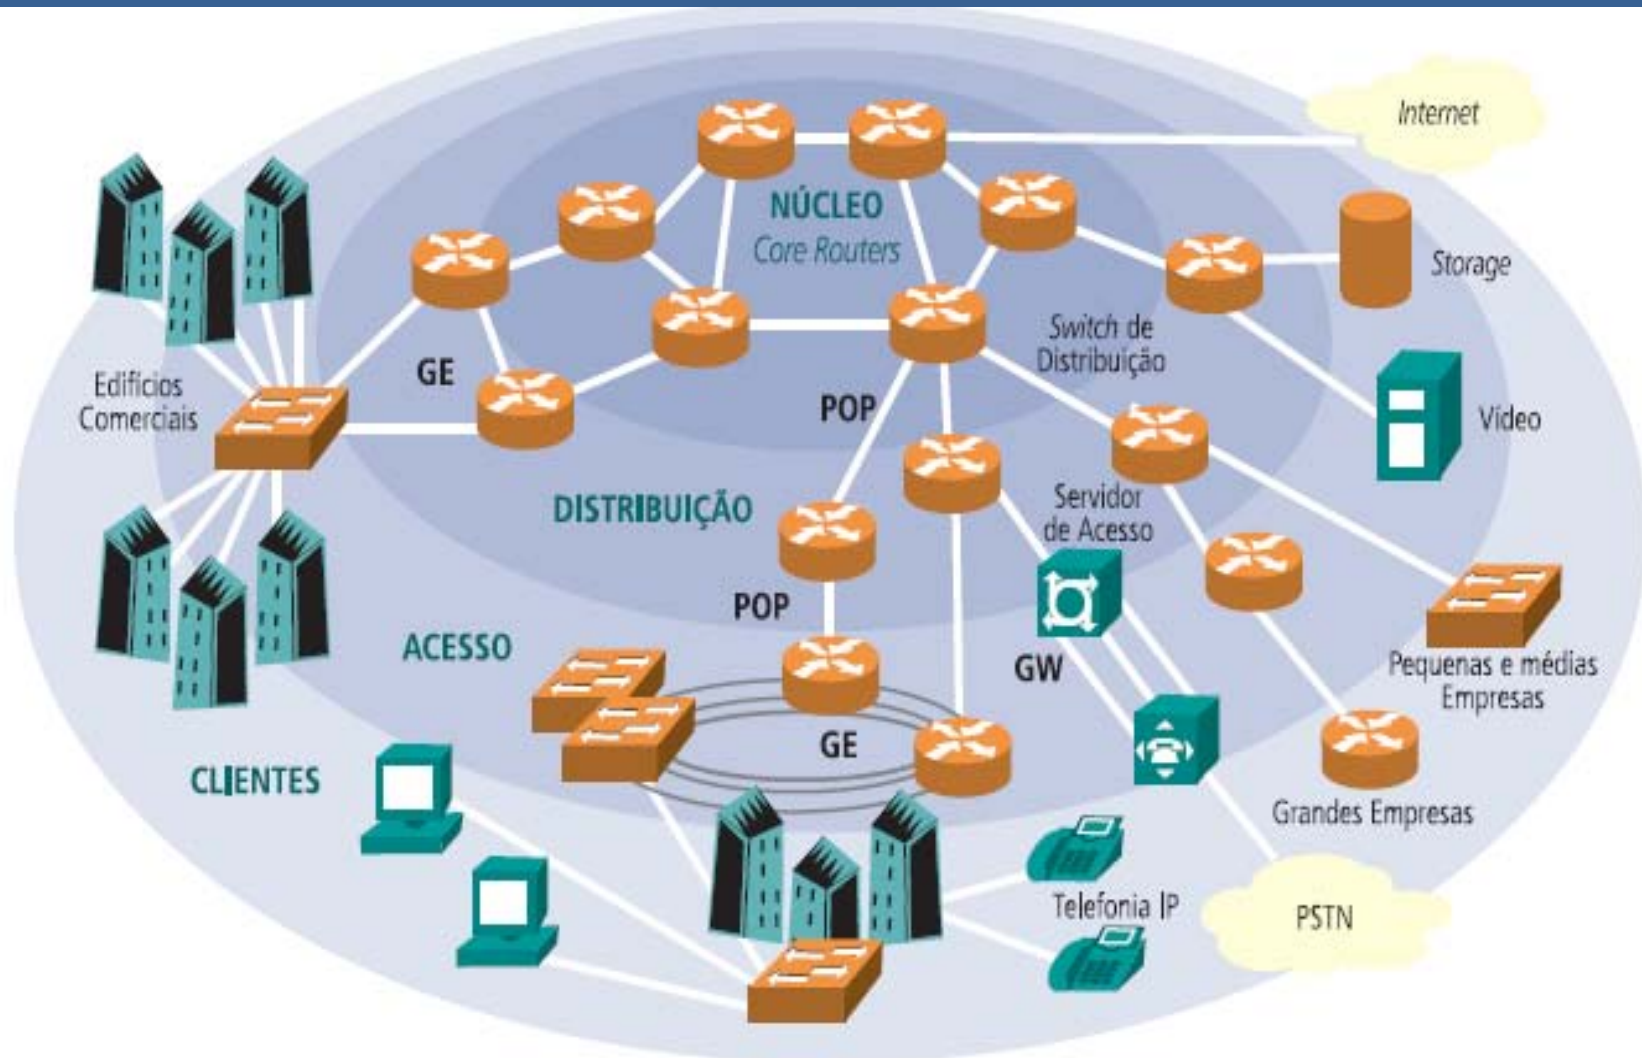 Internet
NÚCLEO
Core Routers
Storage
Switch de
Distribuição
Edifícios
Comerciais
GE
POP
Vídeo
DISTRIBUIÇÃO
Servidor
de Acesso
POP
ACESSO
GW
Pequenas e médias
Empresas
GE
CLIENTES
Grandes Empresas
Telefonia IP
PSTN